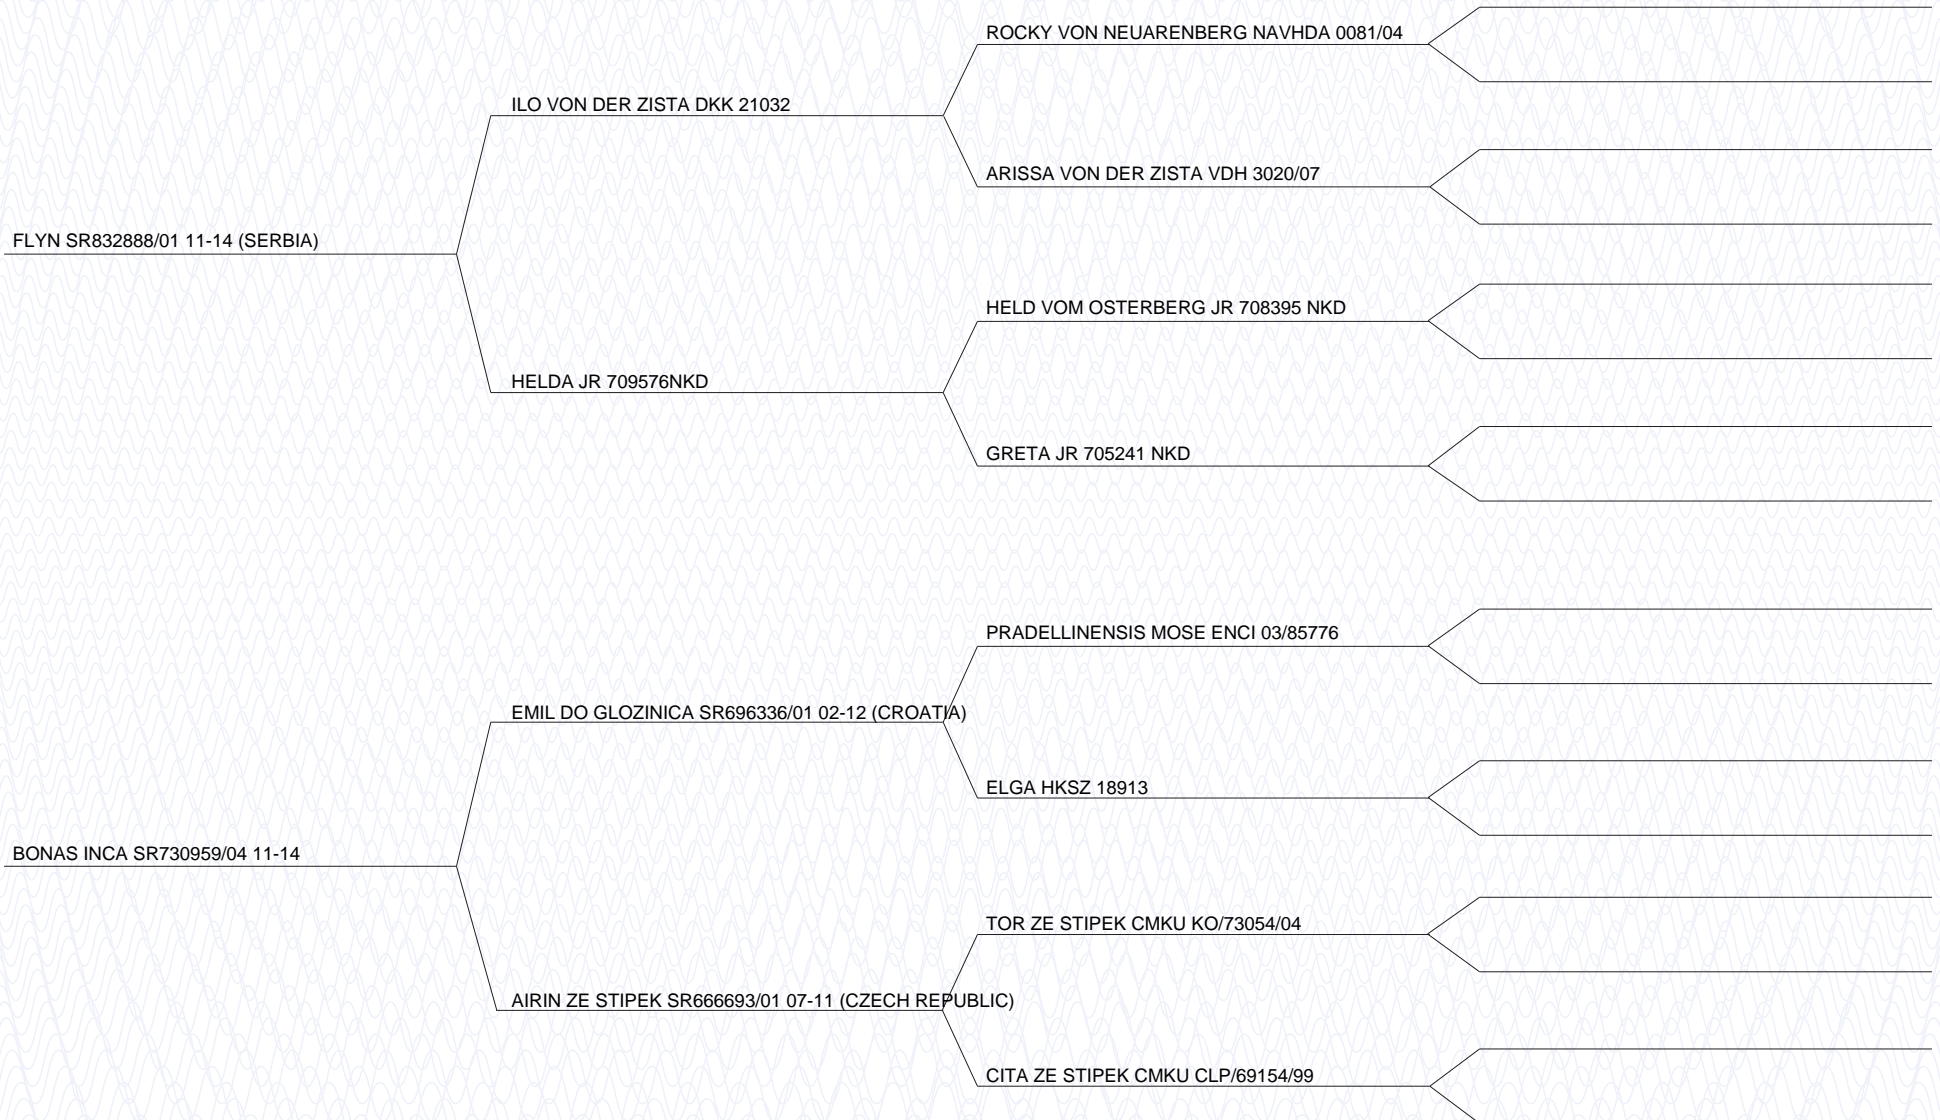 ROCKY VON NEUARENBERG NAVHDA 0081/04
ILO VON DER ZISTA DKK 21032
ARISSA VON DER ZISTA VDH 3020/07
FLYN SR832888/01 11-14 (SERBIA)
HELD VOM OSTERBERG JR 708395 NKD
HELDA JR 709576NKD
GRETA JR 705241 NKD
PRADELLINENSIS MOSE ENCI 03/85776
EMIL DO GLOZINICA SR696336/01 02-12 (CROATIA)
ELGA HKSZ 18913
BONAS INCA SR730959/04 11-14
TOR ZE STIPEK CMKU KO/73054/04
AIRIN ZE STIPEK SR666693/01 07-11 (CZECH REPUBLIC)
CITA ZE STIPEK CMKU CLP/69154/99